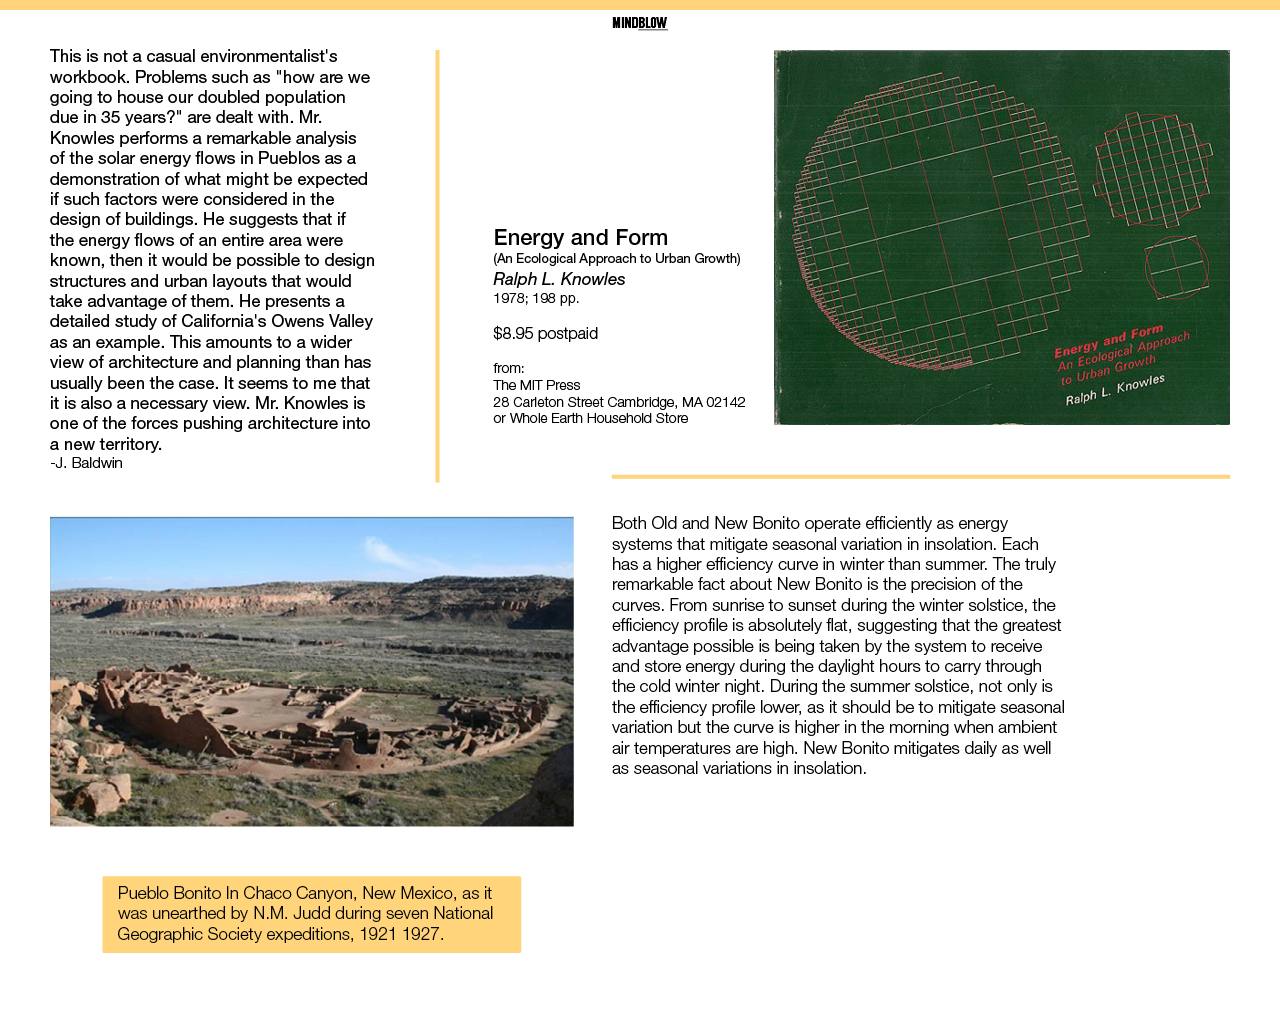 MINDBLOW
This is not a casual environmentalist's
workbook. Problems such as "how are we
going to house our doubled population
due in 35 years?" are dealt with. Mr.
Knowles performs a remarkable analysis
of the solar energy flows in Pueblos as a
demonstration of what might be expected
if such factors were considered in the
design of buildings. He suggests that if
the energy flows of an entire area were
known, then it would be possible to design
structures and urban layouts that would
take advantage of them. He presents a
detailed study of California's Owens Valley
as an example. This amounts to a wider
view of architecture and planning than has
usually been the case. It seems to me that
it is also a necessary view. Mr. Knowles is
one of the forces pushing architecture into
a new territory.
-J. Baldwin
Energy and Form
(An Ecological Approach to Urban Growth)
Ralph L. Knowles
1978; 198 pp.
$8.95 postpaid
from:
The MIT Press
28 Carleton Street Cambridge, MA 02142
or Whole Earth Household Store
Energy and Form
An Ecological Approach
to Urban Growth
Ralph L. Knowles
Both Old and New Bonito operate efficiently as energy
systems that mitigate seasonal variation in insolation. Each
has a higher efficiency curve in winter than summer. The truly
remarkable fact about New Bonito is the precision of the
curves. From sunrise to sunset during the winter solstice, the
efficiency profile is absolutely flat, suggesting that the greatest
advantage possible is being taken by the system to receive
and store energy during the daylight hours to carry through
the cold winter night. During the summer solstice, not only is
the efficiency profile lower, as it should be to mitigate seasonal
variation but the curve is higher in the morning when ambient
air temperatures are high. New Bonito mitigates daily as well
as seasonal variations in insolation.
Pueblo Bonito In Chaco Canyon, New Mexico, as it
was unearthed by N.M. Judd during seven National
Geographic Society expeditions, 1921 1927.